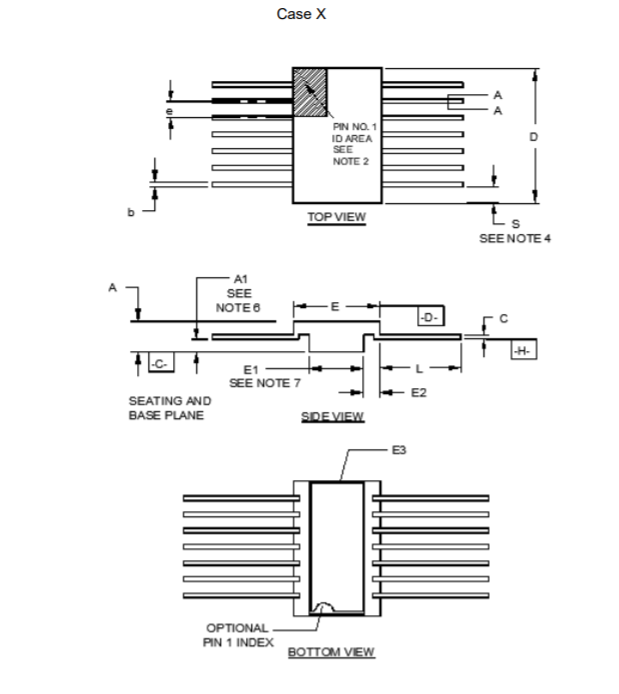 Case X
A
A
e
PIN NO. 1
ID AREA
SEE
NOTE 2
D
b
TOP VIEW
S
SEE NOTE 4
A1
SEE
NOTE 6
A
E
-D-
C
-H-
-C-
E1
SEE NOTE 7
L
E2
SEATING AND
BASE PLANE
SIDE VIEW
E3
OPTIONAL
PIN 1 INDEX
BOTTOM VIEW